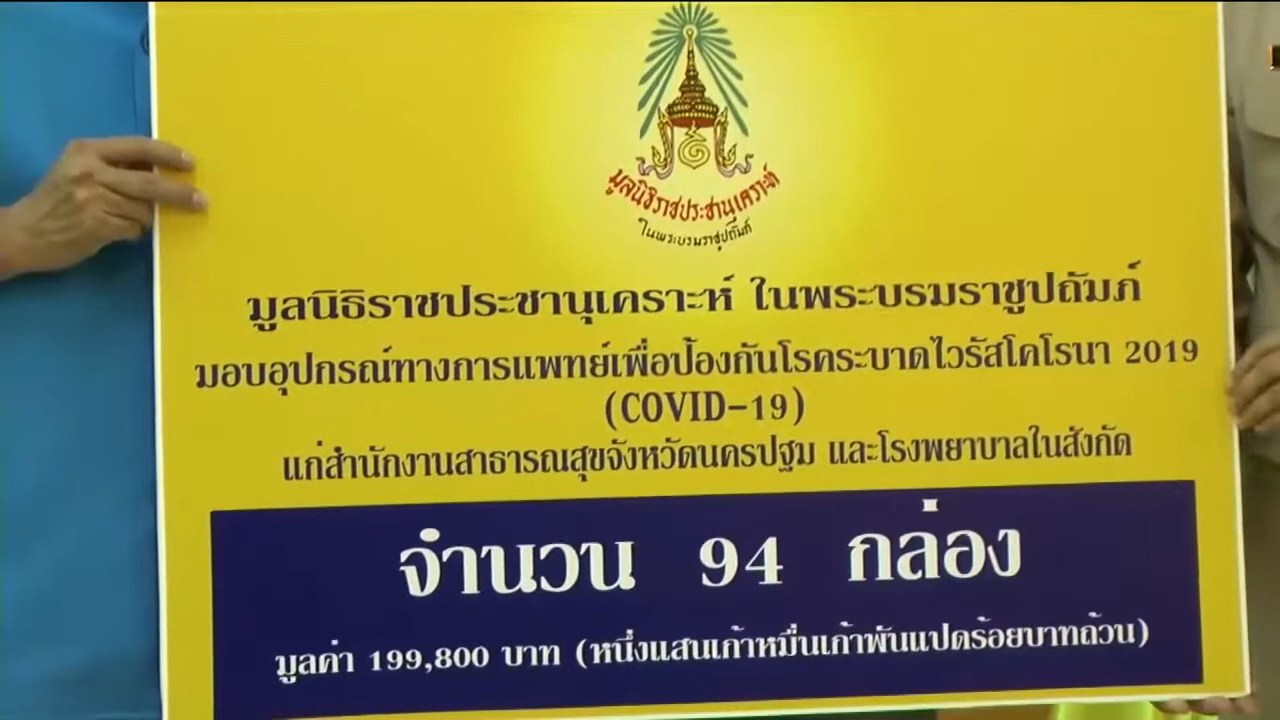 มูลนิธิราชประชานุเคราะห์
ในพระบรมราชูปถัมภ์
มูลนิธิราชประชานุเคราะห์ ในพระบรมราชูปถัมภ์
มอบอุปกรณ์ทางการแพทย์เพื่อป้องกันโรคระบาดไวรัสโคโรนา 2019
(COVID-19)
แก่สำนักงานสาธารณสุขจังหวัดนครปฐม และโรงพยาบาลในสังกัด
จำนวน 94 กล่อง
มูลค่า 199,800 บาท (หนึ่งแสนเก้าหมื่นเก้าพันแปดร้อยบาทถ้วน)